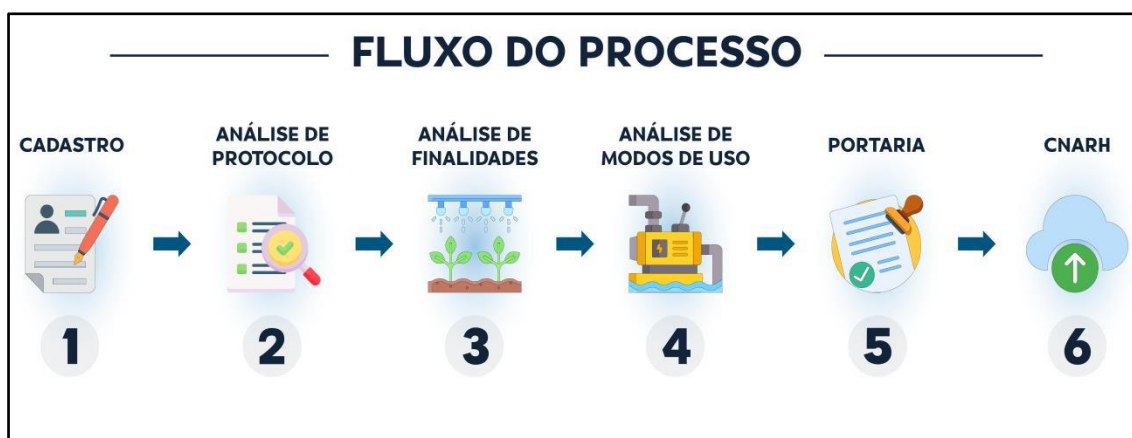 FLUXO DO PROCESSO
CADASTRO
ANÁLISE DE
PROTOCOLO
ANÁLISE DE
FINALIDADES
ANÁLISE DE
MODOS DE USO
PORTARIA
CNARH
1
2
3
4
5
6